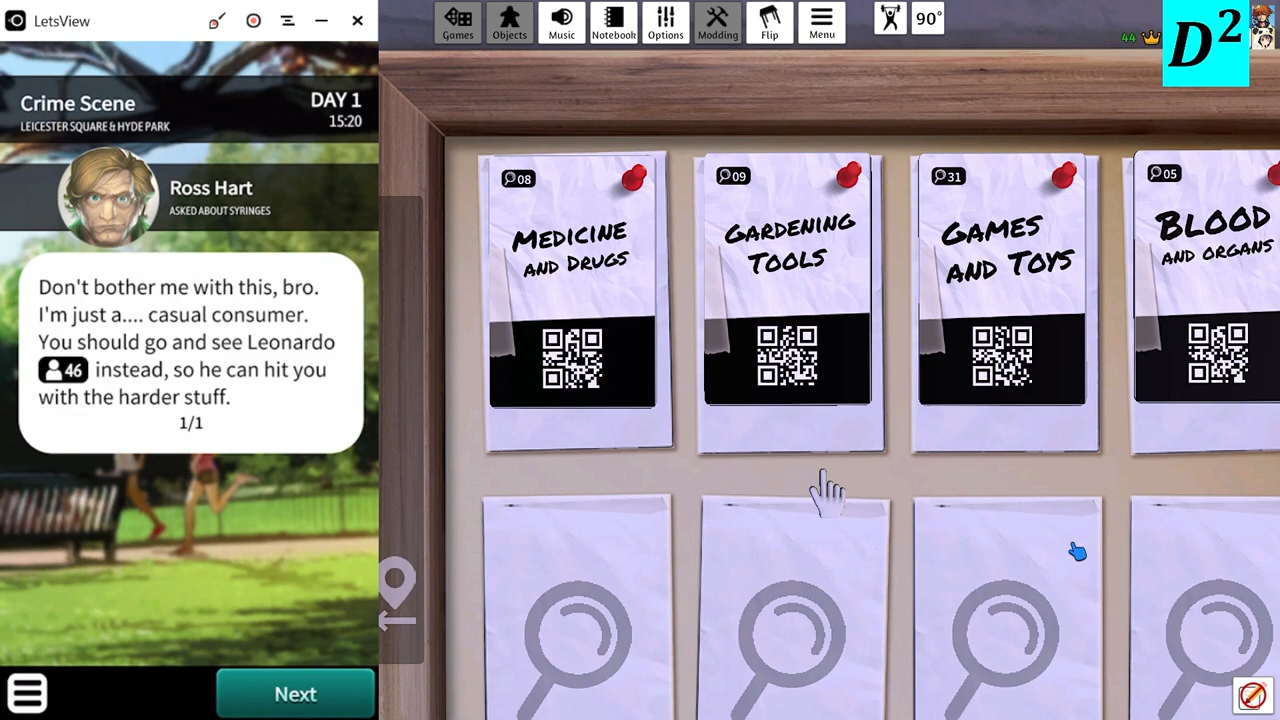 LetsView
Games
Objects
Music
Notebook
Options
Modding
Flip
Menu
90°
44
D²
Crime Scene
LEICESTER SQUARE & HYDE PARK
DAY 1
15:20
Ross Hart
ASKED ABOUT SYRINGES
Don't bother me with this, bro.
I'm just a.... casual consumer.
You should go and see Leonardo
46 instead, so he can hit you
with the harder stuff.
1/1
Next
08
MEDICINE
AND DRUGS
09
GARDENING
TOOLS
31
GAMES
AND TOYS
05
BLOOD
AND ORGANS